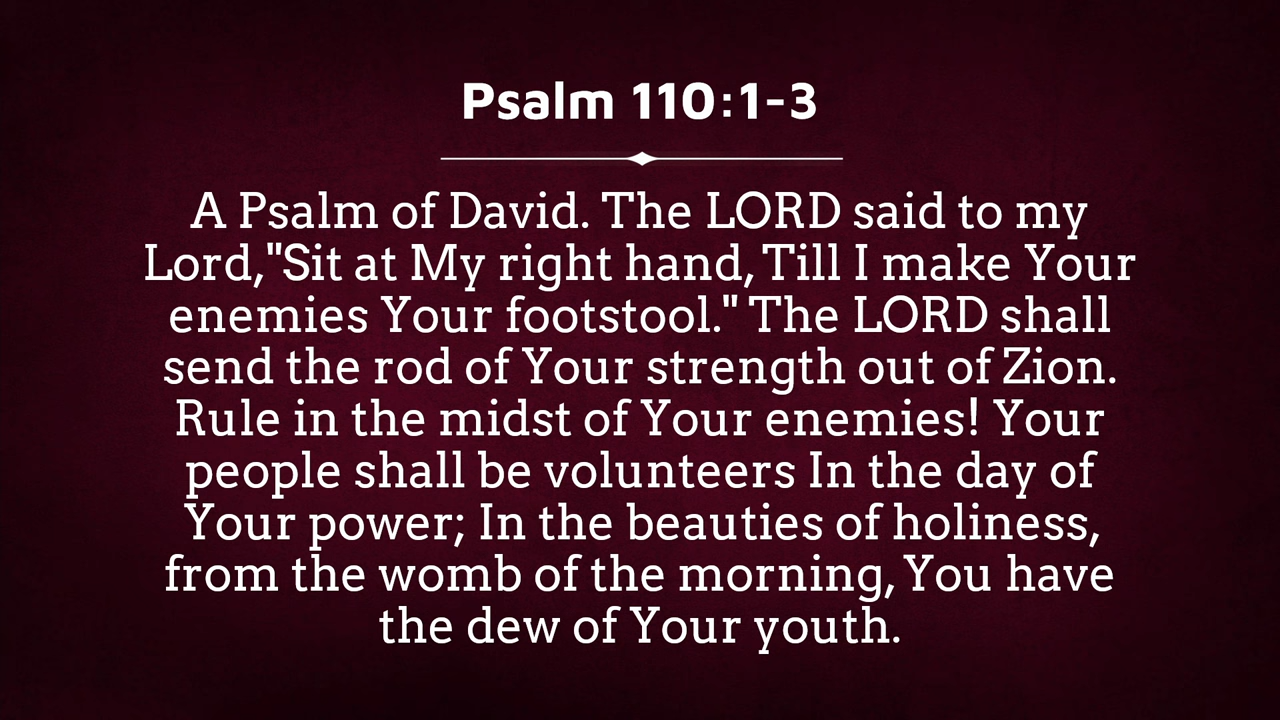 Psalm 110:1-3
A Psalm of David. The LORD said to my
Lord,"Sit at My right hand, Till I make Your
enemies Your footstool." The LORD shall
send the rod of Your strength out of Zion.
Rule in the midst of Your enemies! Your
people shall be volunteers In the day of
Your power; In the beauties of holiness,
from the womb of the morning, You have
the dew of Your youth.